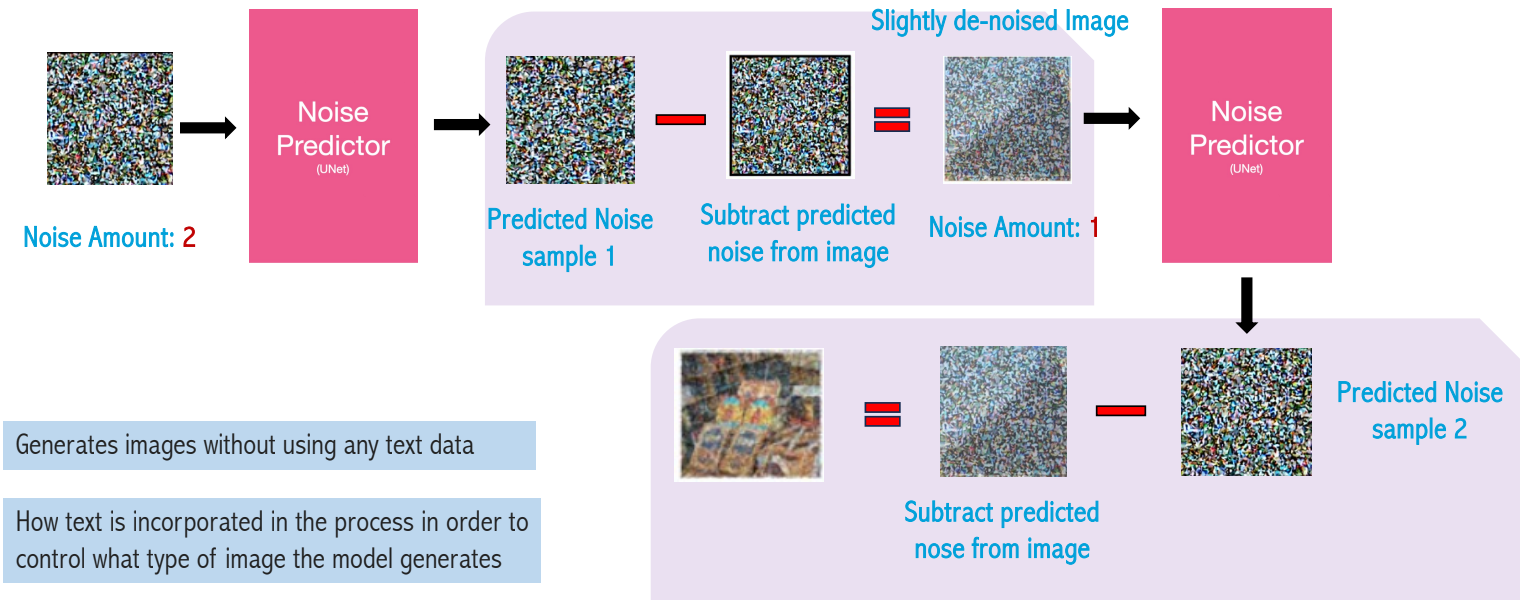 Slightly de-noised Image
Noise
Predictor
(UNet)
Noise
Predictor
(UNet)
Noise Amount: 2
Predicted Noise
sample 1
Subtract predicted
noise from image
Noise Amount: 1
Predicted Noise
sample 2
Subtract predicted
nose from image
Generates images without using any text data
How text is incorporated in the process in order to
control what type of image the model generates